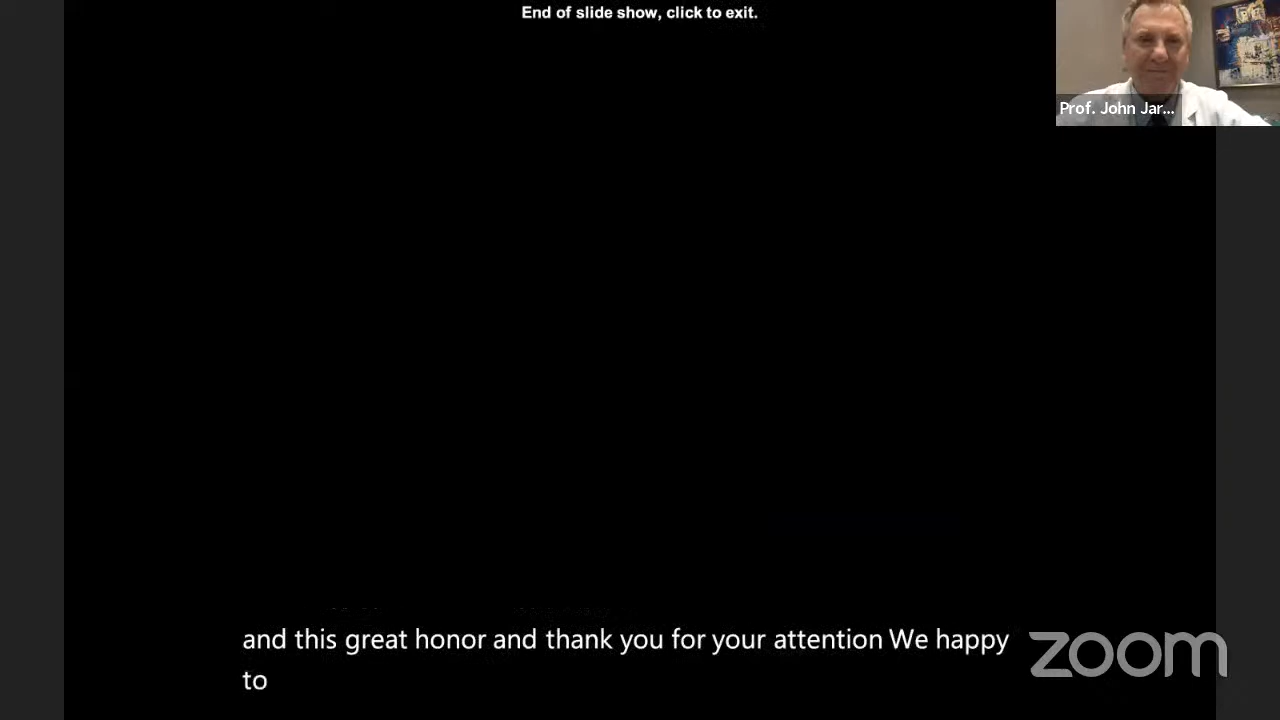 End of slide show, click to exit.
Prof. John Jar...
and this great honor and thank you for your attention We happy
to
zoom